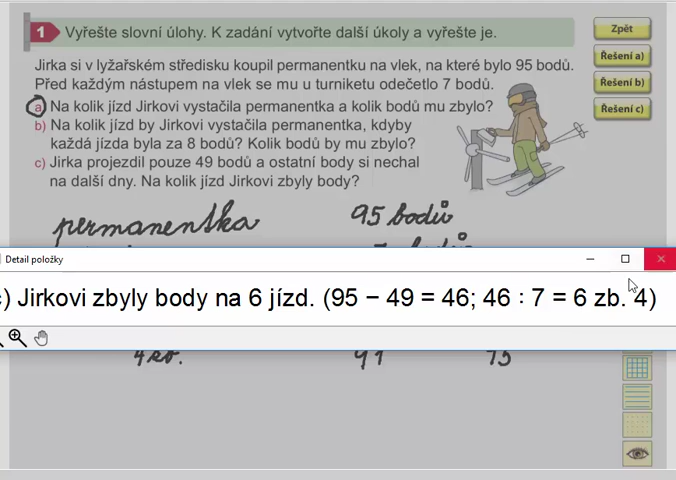 1 Vyřešte slovní úlohy. K zadání vytvořte další úkoly a vyřešte je.
Zpět
Řešení a)
Řešení b)
Řešení c)
Jirka si v lyžařském středisku koupil permanentku na vlek, na které bylo 95 bodů.
Před každým nástupem na vlek se mu u turniketu odečetlo 7 bodů.
a) Na kolik jízd Jirkovi vystačila permanentka a kolik bodů mu zbylo?
b) Na kolik jízd by Jirkovi vystačila permanentka, kdyby
každá jízda byla za 8 bodů? Kolik bodů by mu zbylo?
c) Jirka projezdil pouze 49 bodů a ostatní body si nechal
na další dny. Na kolik jízd Jirkovi zbyly body?
permanentka 95 bodů
Detail položky
c) Jirkovi zbyly body na 6 jízd. (95 − 49 = 46; 46 : 7 = 6 zb. 4)